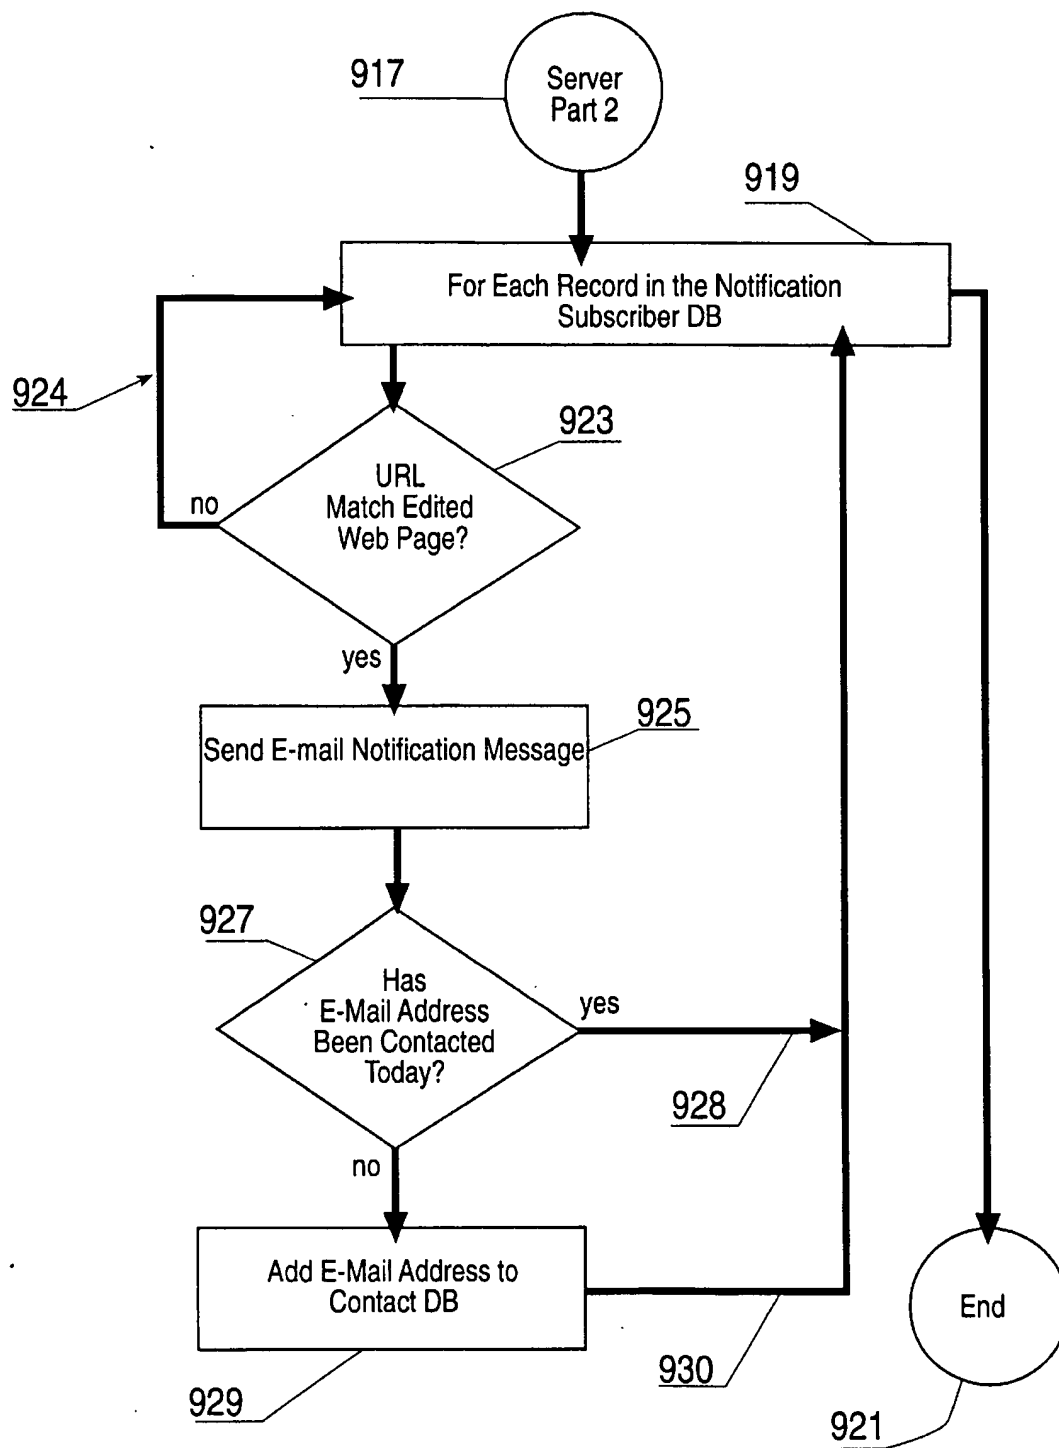 917
Server
Part 2
919
For Each Record in the Notification
Subscriber DB
924
923
URL
Match Edited
Web Page?
no
yes
925
Send E-mail Notification Message
927
Has
E-Mail Address
Been Contacted
Today?
yes
928
no
Add E-Mail Address to
Contact DB
End
930
929
921